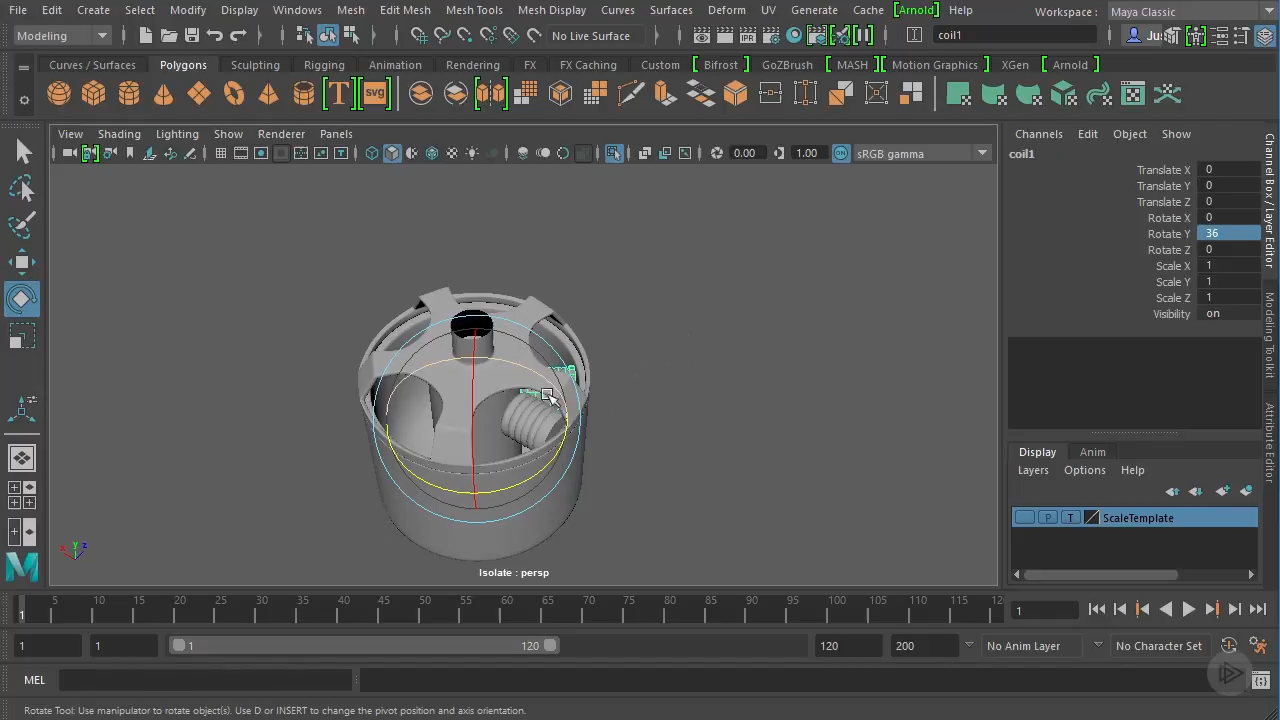 File Edit Create Select Modify Display Windows Mesh Edit Mesh Mesh Tools Mesh Display Curves Surfaces Deform UV Generate Cache [Arnold] Help Workspace : Maya Classic
Modeling No Live Surface coil1
Curves / Surfaces Polygons Sculpting Rigging Animation Rendering FX FX Caching Custom Bifrost GoZBrush MASH Motion Graphics XGen Arnold
T svg
View Shading Lighting Show Renderer Panels
0.00 1.00 ON sRGB gamma
Channels Edit Object Show
coil1
Translate X 0
Translate Y 0
Translate Z 0
Rotate X 0
Rotate Y 36
Rotate Z 0
Scale X 1
Scale Y 1
Scale Z 1
Visibility on
Channel Box / Layer Editor
Modeling Toolkit
Attribute Editor
Display Anim
Layers Options Help
P T ScaleTemplate
x y z
Isolate : persp
1 5 10 15 20 25 30 35 40 45 50 55 60 65 70 75 80 85 90 95 100 105 110 115 12
1
1 1 1 120 120 200 No Anim Layer No Character Set
MEL
Rotate Tool: Use manipulator to rotate object(s). Use D or INSERT to change the pivot position and axis orientation.